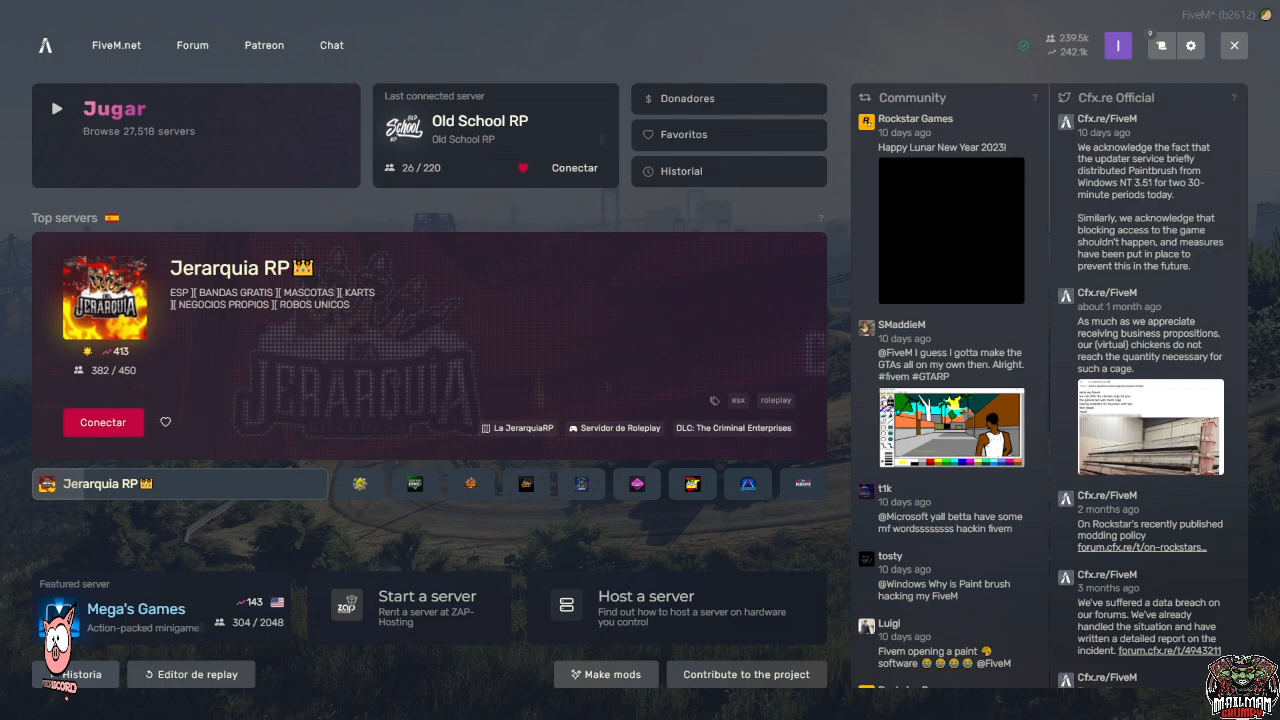 FiveM* (b2612)
FiveM.net
Forum
Patreon
Chat
239.5k
242.1k
I
9
Jugar
Browse 27,518 servers
Last connected server
OLD
School
RP
Old School RP
Old School RP
26 / 220
Conectar
$ Donadores
Favoritos
HIstorial
Top servers
?
JERARQUIA
Jerarquia RP👑
ESP ][ BANDAS GRATIS ][ MASCOTAS ][ KARTS
][ NEGOCIOS PROPIOS ][ ROBOS UNICOS
413
382 / 450
Conectar
esx
roleplay
La JerarquiaRP
Servidor de Roleplay
DLC: The Criminal Enterprises
Jerarquia RP👑
Featured server
Mega's Games
Action-packed minigame
143
304 / 2048
ZAP
Start a server
Rent a server at ZAP-
Hosting
Host a server
Find out how to host a server on hardware
you control
Historia
Editor de replay
Make mods
Contribute to the project
Community
?
Rockstar Games
10 days ago
Happy Lunar New Year 2023!
SMaddieM
10 days ago
@FiveM I guess I gotta make the
GTAs all on my own then. Alright.
#fivem #GTARP
t1k
10 days ago
@Microsoft yall betta have some
mf wordsssssss hackin fivem
tosty
10 days ago
@Windows Why is Paint brush
hacking my FiveM
Luigi
10 days ago
Fivem opening a paint 🤔
software 😂 😂 😂 😂 @FiveM
Cfx.re Official
?
Cfx.re/FiveM
10 days ago
We acknowledge the fact that
the updater service briefly
distributed Paintbrush from
Windows NT 3.51 for two 30-
minute periods today.
Similarly, we acknowledge that
blocking access to the game
shouldn't happen, and measures
have been put in place to
prevent this in the future.
Cfx.re/FiveM
about 1 month ago
As much as we appreciate
receiving business propositions,
our (virtual) chickens do not
reach the quantity necessary for
such a cage.
Cfx.re/FiveM
2 months ago
On Rockstar's recently published
modding policy
forum.cfx.re/t/on-rockstars…
Cfx.re/FiveM
3 months ago
We've suffered a data breach on
our forums. We've already
handled the situation and have
written a detailed report on the
incident. forum.cfx.re/t/4943211
Cfx.re/FiveM
DISCORD
MAILMAN
GRUMPY